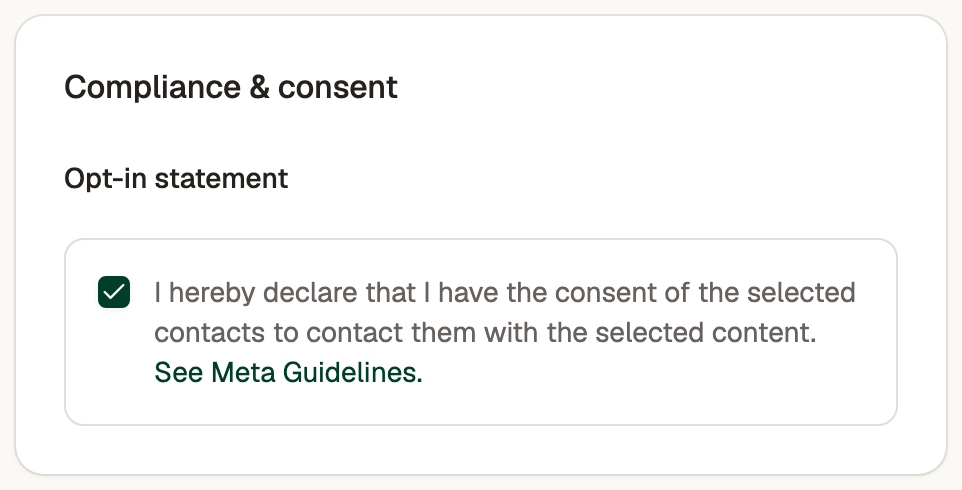 Compliance & consent
Opt-in statement
I hereby declare that I have the consent of the selected
contacts to contact them with the selected content.
See Meta Guidelines.